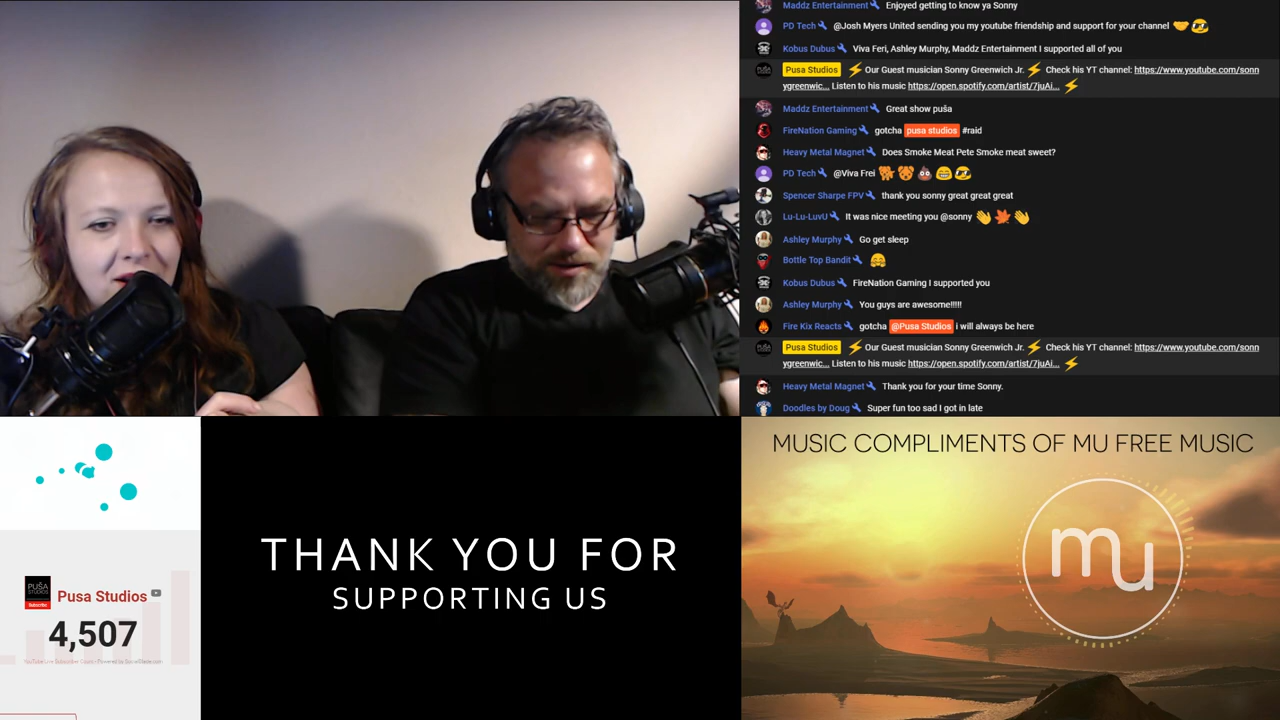 Maddz Entertainment Enjoyed getting to know ya Sonny
PD Tech @Josh Myers United sending you my youtube friendship and support for your channel
Kobus Dubus Viva Feri, Ashley Murphy, Maddz Entertainment I supported all of you
Pusa Studios Our Guest musician Sonny Greenwich Jr. Check his YT channel: https://www.youtube.com/sonn
ygreenwic... Listen to his music https://open.spotify.com/artist/7juAi...
Maddz Entertainment Great show puša
FireNation Gaming gotcha pusa studios #raid
Heavy Metal Magnet Does Smoke Meat Pete Smoke meat sweet?
PD Tech @Viva Frei
Spencer Sharpe FPV thank you sonny great great great
Lu-Lu-LuvU It was nice meeting you @sonny
Ashley Murphy Go get sleep
Bottle Top Bandit
Kobus Dubus FireNation Gaming I supported you
Ashley Murphy You guys are awesome!!!!!
Fire Kix Reacts gotcha @Pusa Studios i will always be here
Pusa Studios Our Guest musician Sonny Greenwich Jr. Check his YT channel: https://www.youtube.com/sonn
ygreenwic... Listen to his music https://open.spotify.com/artist/7juAi...
Heavy Metal Magnet Thank you for your time Sonny.
Doodles by Doug Super fun too sad I got in late
PUŠA
STUDIOS
Subscribe
Pusa Studios
4,507
THANK YOU FOR
SUPPORTING US
MUSIC COMPLIMENTS OF MU FREE MUSIC
mu